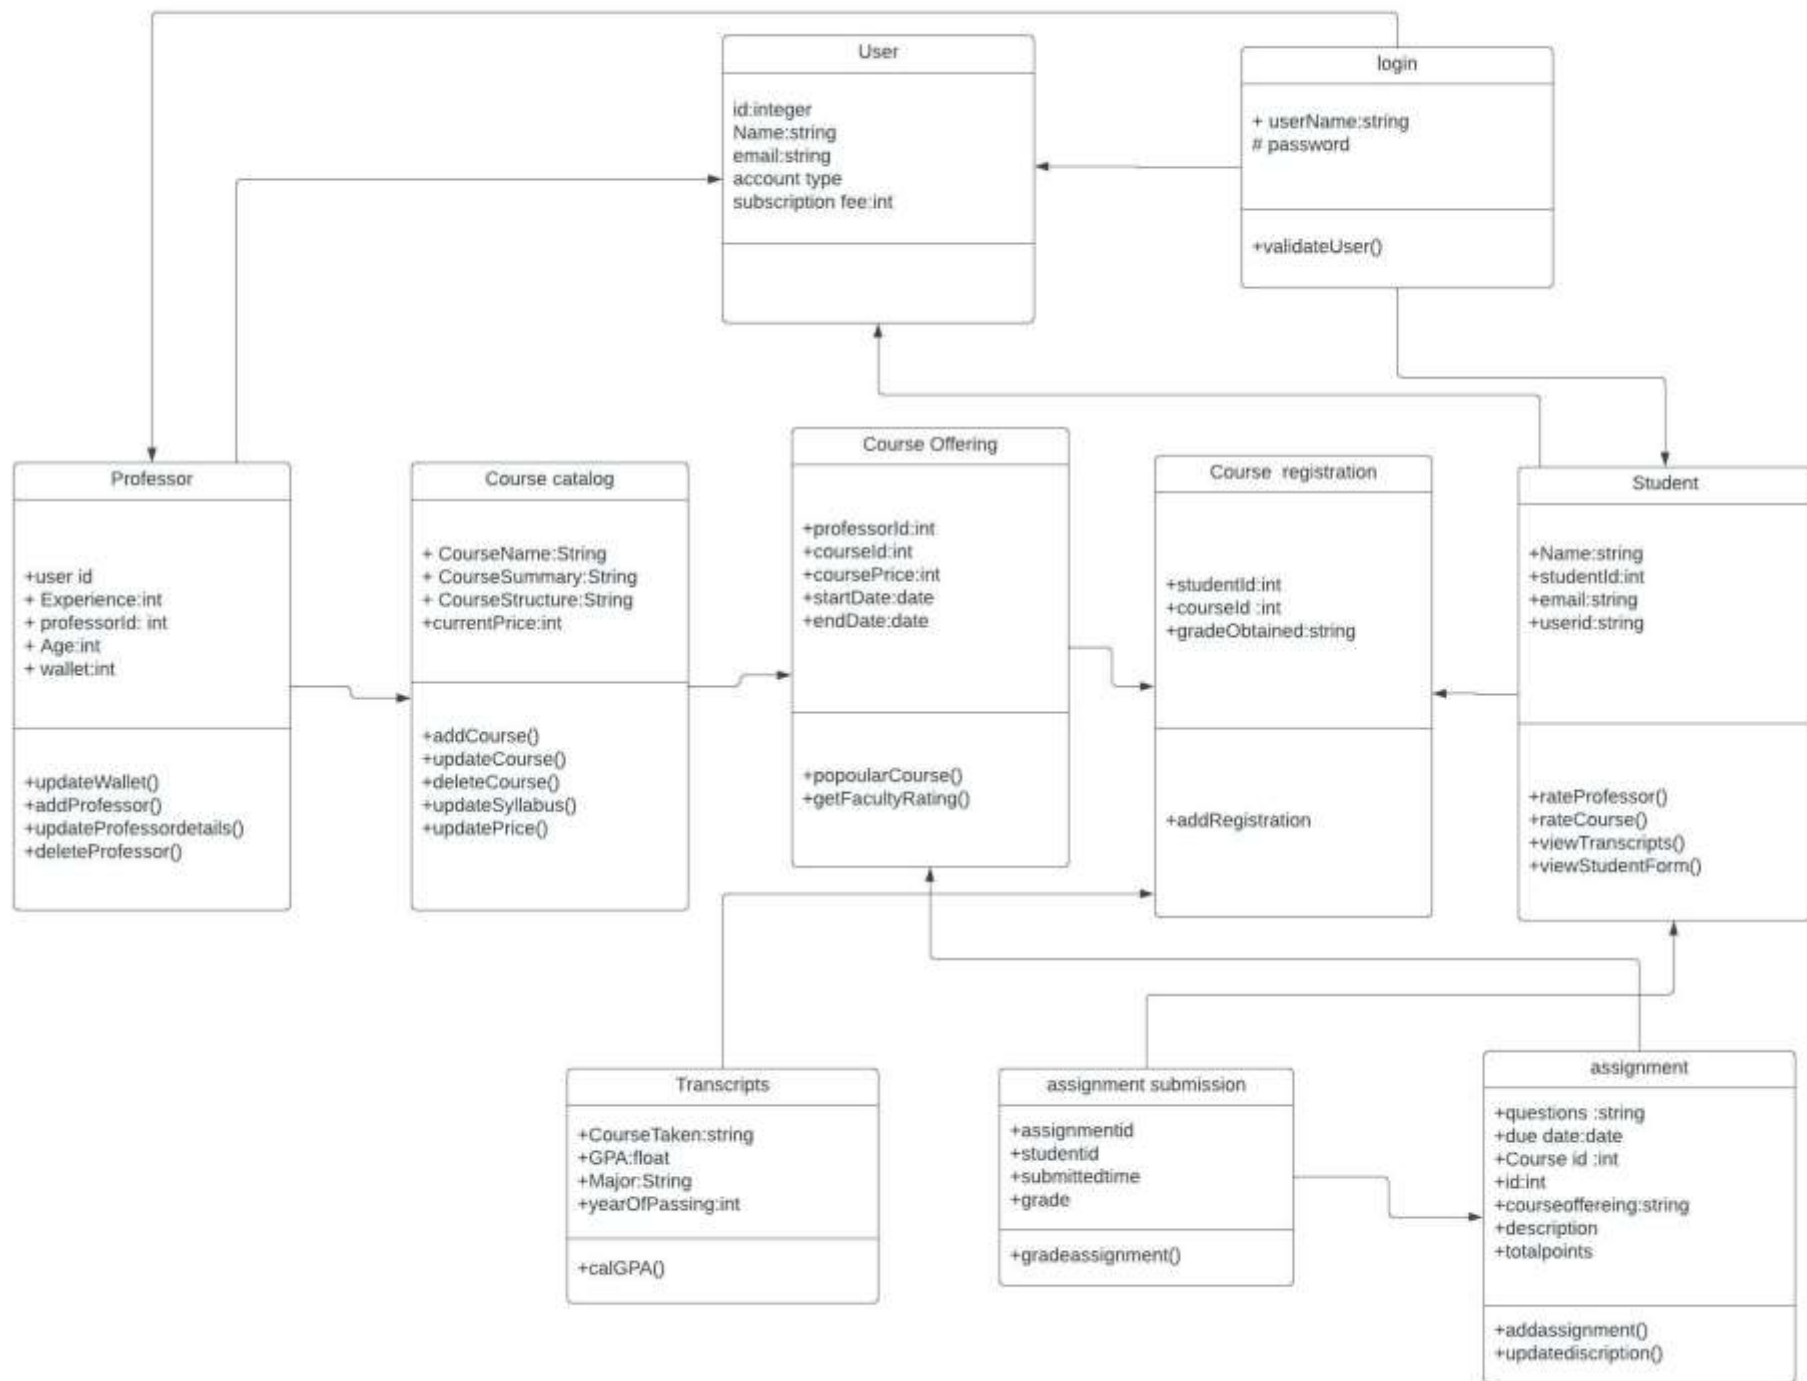 User
id:integer
Name:string
email:string
account type
subscription fee:int
login
+ userName:string
# password
+validateUser()
Professor
+user id
+ Experience:int
+ professorId: int
+ Age:int
+ wallet:int
+updateWallet()
+addProfessor()
+updateProfessordetails()
+deleteProfessor()
Course catalog
+ CourseName:String
+ CourseSummary:String
+ CourseStructure:String
+currentPrice:int
+addCourse()
+updateCourse()
+deleteCourse()
+updateSyllabus()
+updatePrice()
Course Offering
+professorId:int
+courseId:int
+coursePrice:int
+startDate:date
+endDate:date
+popoularCourse()
+getFacultyRating()
Course registration
+studentId:int
+courseId :int
+gradeObtained:string
+addRegistration
Student
+Name:string
+studentId:int
+email:string
+userid:string
+rateProfessor()
+rateCourse()
+viewTranscripts()
+viewStudentForm()
Transcripts
+CourseTaken:string
+GPA:float
+Major:String
+yearOfPassing:int
+calGPA()
assignment submission
+assignmentid
+studentid
+submittedtime
+grade
+gradeassignment()
assignment
+questions :string
+due date:date
+Course id :int
+id:int
+courseoffereing:string
+description
+totalpoints
+addassignment()
+updatediscription()